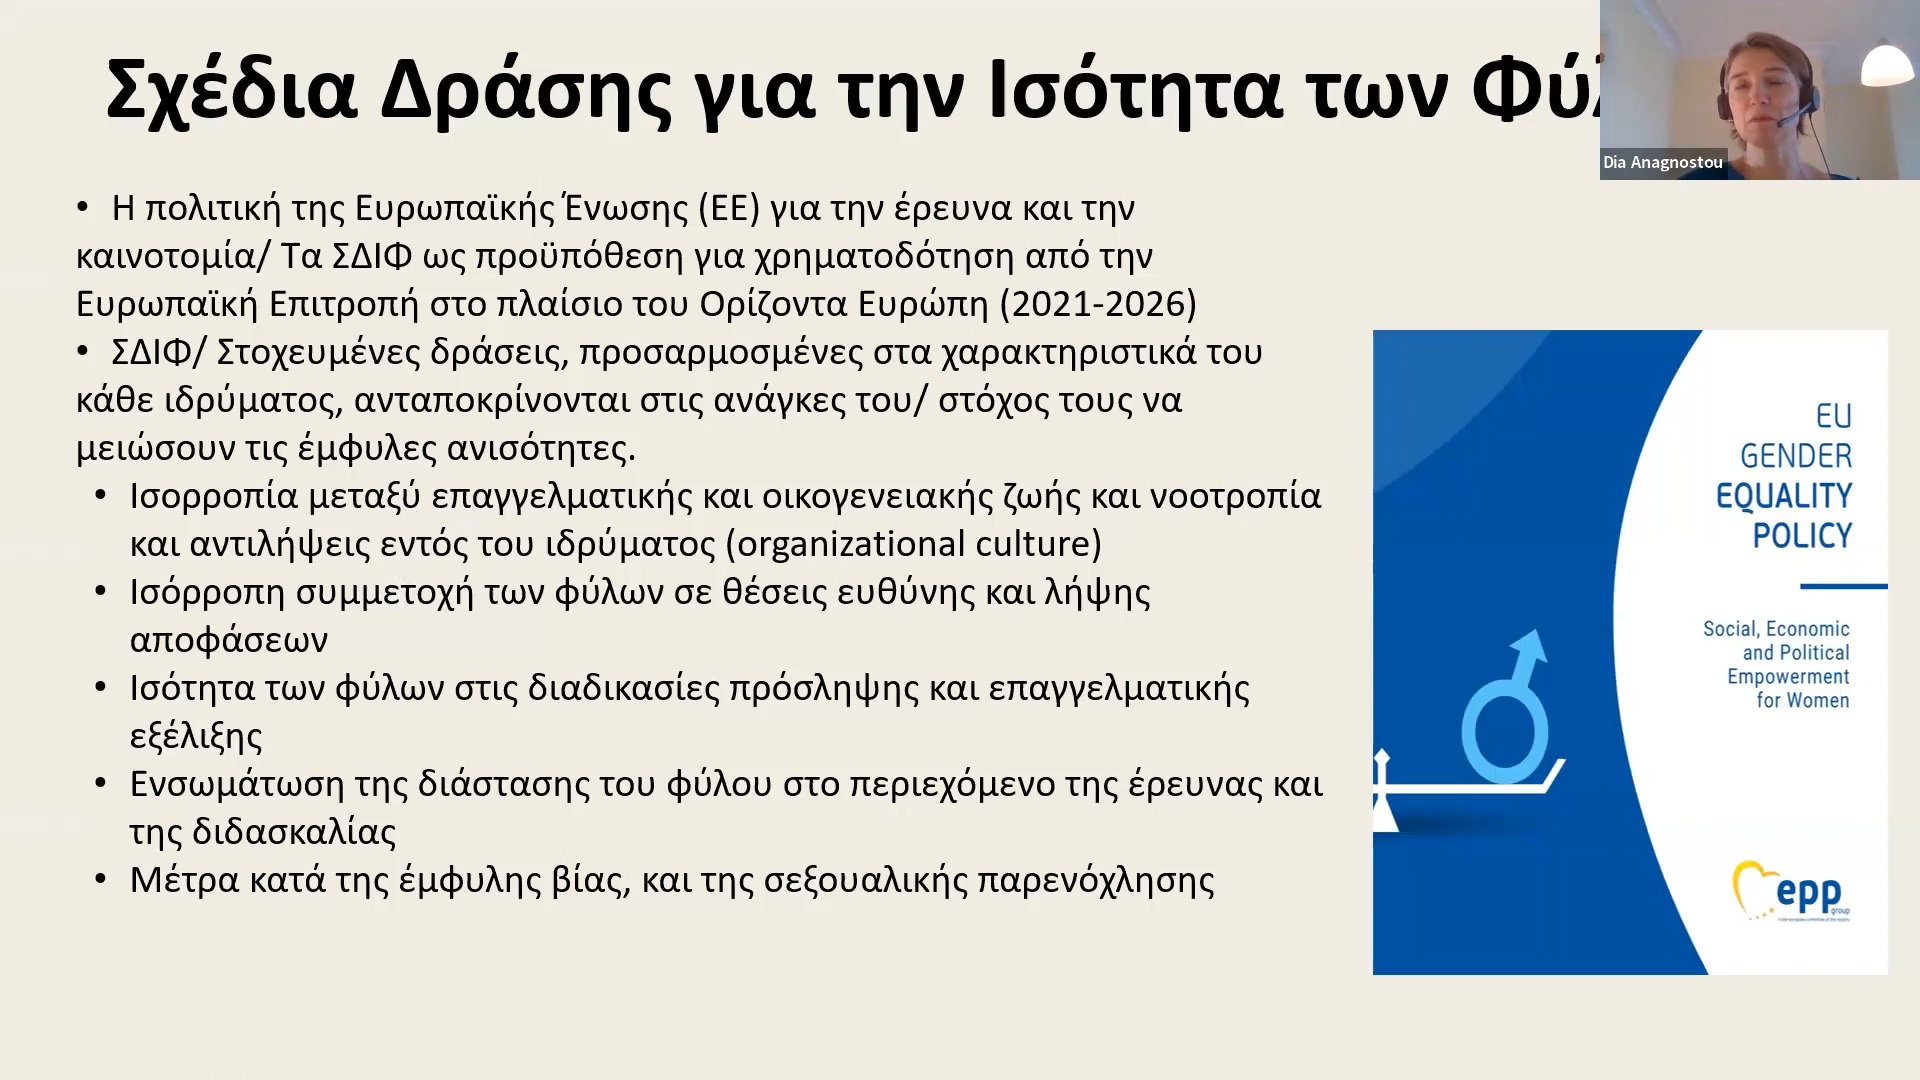 Σχέδια Δράσης για την Ισότητα των
Dia Anagnostou
• Η πολιτική της Ευρωπαϊκής Ένωσης (ΕΕ) για την έρευνα και την
καινοτομία/ Τα ΣΔΙΦ ως προϋπόθεση για χρηματοδότηση από την
Ευρωπαϊκή Επιτροπή στο πλαίσιο του Ορίζοντα Ευρώπη (2021-2026)
• ΣΔΙΦ/ Στοχευμένες δράσεις, προσαρμοσμένες στα χαρακτηριστικά του
κάθε ιδρύματος, ανταποκρίνονται στις ανάγκες του/ στόχος τους να
μειώσουν τις έμφυλες ανισότητες.
• Ισορροπία μεταξύ επαγγελματικής και οικογενειακής ζωής και νοοτροπία
και αντιλήψεις εντός του ιδρύματος (organizational culture)
• Ισόρροπη συμμετοχή των φύλων σε θέσεις ευθύνης και λήψης
αποφάσεων
• Ισότητα των φύλων στις διαδικασίες πρόσληψης και επαγγελματικής
εξέλιξης
• Ενσωμάτωση της διάστασης του φύλου στο περιεχόμενο της έρευνας και
της διδασκαλίας
• Μέτρα κατά της έμφυλης βίας, και της σεξουαλικής παρενόχλησης
EU
GENDER
EQUALITY
POLICY
Social, Economic
and Political
Empowerment
for Women
epp
group